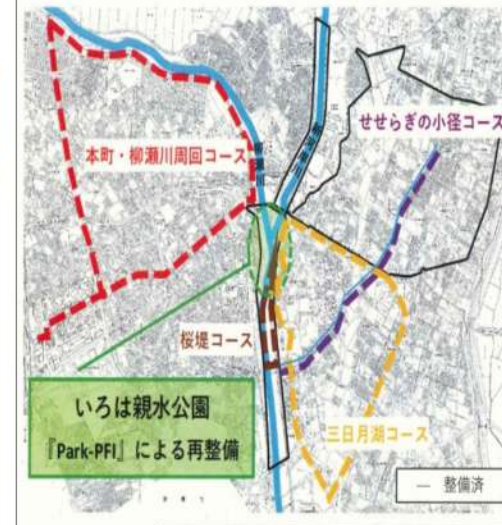 せせらぎの小径コース
本町・柳瀬川周回コース
桜堤コース
いろは親水公園
『Park-PFI』による再整備
三日月湖コース
整備済